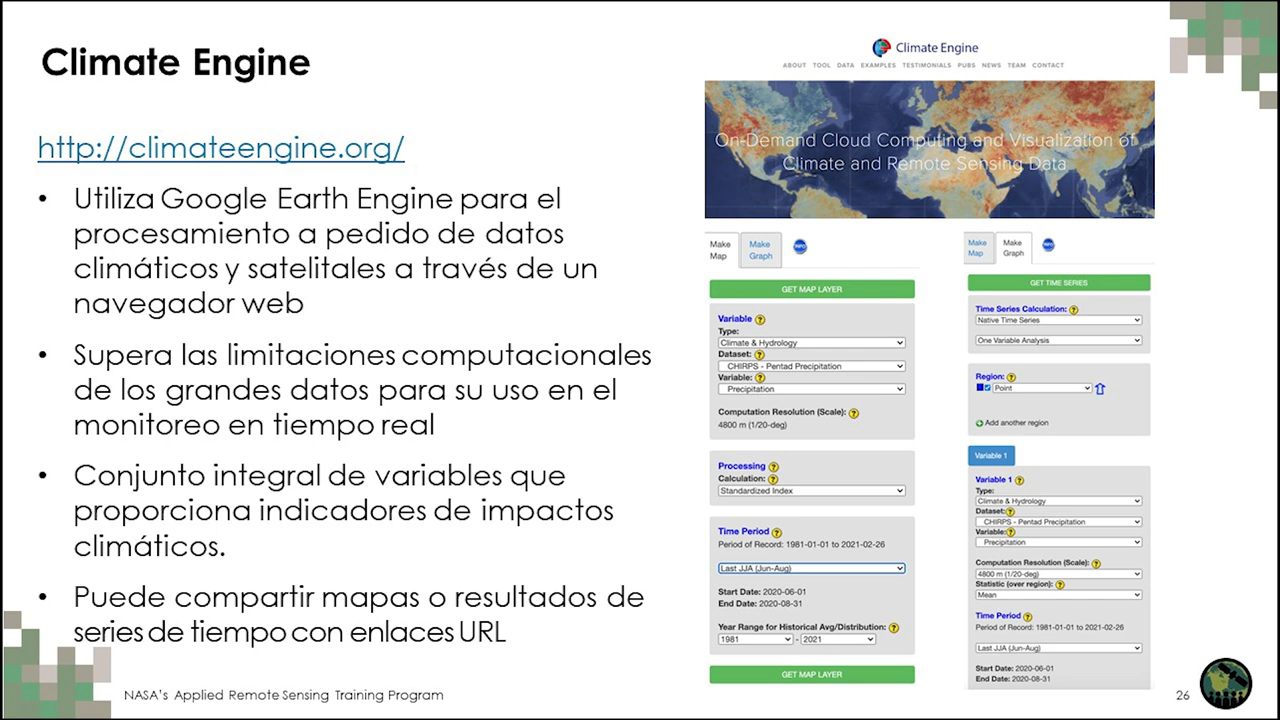 Climate Engine
http://climateengine.org/
• Utiliza Google Earth Engine para el
procesamiento a pedido de datos
climáticos y satelitales a través de un
navegador web
• Supera las limitaciones computacionales
de los grandes datos para su uso en el
monitoreo en tiempo real
• Conjunto integral de variables que
proporciona indicadores de impactos
climáticos.
• Puede compartir mapas o resultados de
series de tiempo con enlaces URL
Climate Engine
ABOUT TOOL DATA EXAMPLES TESTIMONIALS PUBS NEWS TEAM CONTACT
On-Demand Cloud Computing and Visualization of
Climate and Remote Sensing Data
Make
Map
Make
Graph
INFO
GET MAP LAYER
Variable ?
Type:
Climate & Hydrology
Dataset: ?
CHIRPS - Pentad Precipitation
Variable: ?
Precipitation
Computation Resolution (Scale): ?
4800 m (1/20-deg)
Processing ?
Calculation: ?
Standardized Index
Time Period ?
Period of Record: 1981-01-01 to 2021-02-26
Last JJA (Jun-Aug)
Start Date: 2020-06-01
End Date: 2020-08-31
Year Range for Historical Avg/Distribution: ?
1981 - 2021
GET MAP LAYER
Make
Map
Make
Graph
INFO
GET TIME SERIES
Time Series Calculation: ?
Native Time Series
One Variable Analysis
Region: ?
Point
Add another region
Variable 1
Variable 1 ?
Type:
Climate & Hydrology
Dataset: ?
CHIRPS - Pentad Precipitation
Variable: ?
Precipitation
Computation Resolution (Scale): ?
4800 m (1/20-deg)
Statistic (over region): ?
Mean
Time Period ?
Period of Record: 1981-01-01 to 2021-02-26
Last JJA (Jun-Aug)
Start Date: 2020-06-01
End Date: 2020-08-31
NASA's Applied Remote Sensing Training Program
26